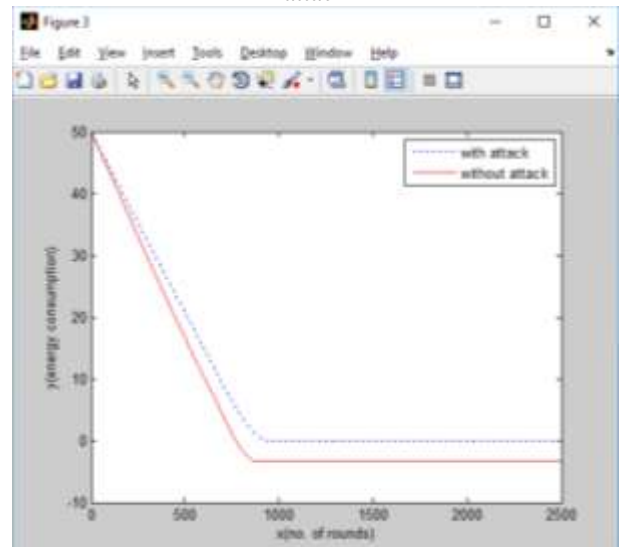 Figure 3
File Edit View Insert Tools Desktop Window Help
with attack
without attack
50
40
30
20
10
0
-10
y(energy consumption)
0 500 1000 1500 2000 2500
x(no. of rounds)